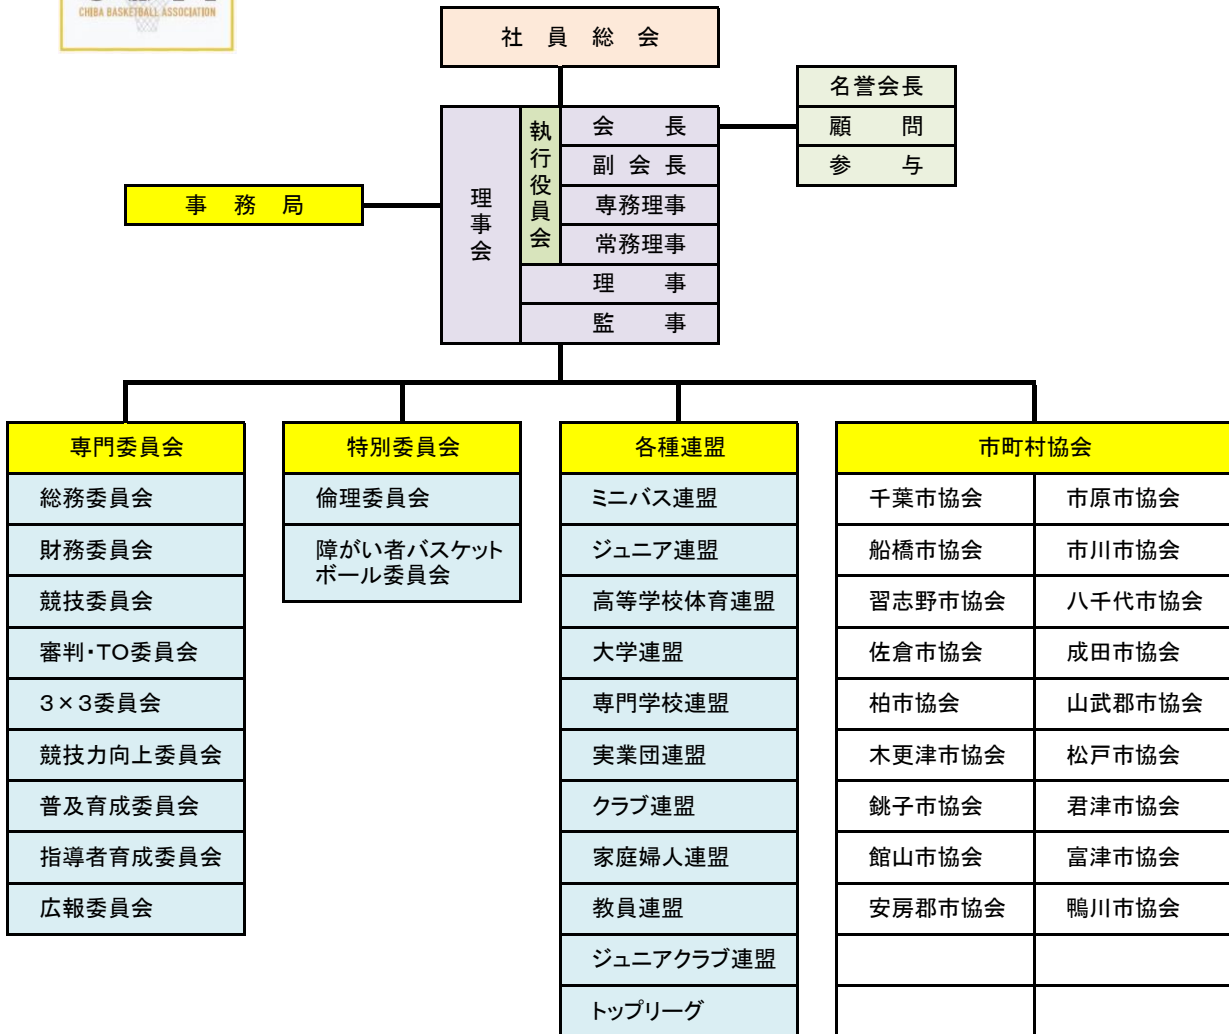 CHIBA BASKETBALL ASSOCIATION
社 員 総 会
名誉会長
顧 問
参 与
理事会
執行役員会
会 長
副 会 長
専務理事
常務理事
理 事
監 事
事 務 局
専門委員会
総務委員会
財務委員会
競技委員会
審判・TO委員会
3×3委員会
競技力向上委員会
普及育成委員会
指導者育成委員会
広報委員会
特別委員会
倫理委員会
障がい者バスケット
ボール委員会
各種連盟
ミニバス連盟
ジュニア連盟
高等学校体育連盟
大学連盟
専門学校連盟
実業団連盟
クラブ連盟
家庭婦人連盟
教員連盟
ジュニアクラブ連盟
トップリーグ
市町村協会
千葉市協会 市原市協会
船橋市協会 市川市協会
習志野市協会 八千代市協会
佐倉市協会 成田市協会
柏市協会 山武郡市協会
木更津市協会 松戸市協会
銚子市協会 君津市協会
館山市協会 富津市協会
安房郡市協会 鴨川市協会